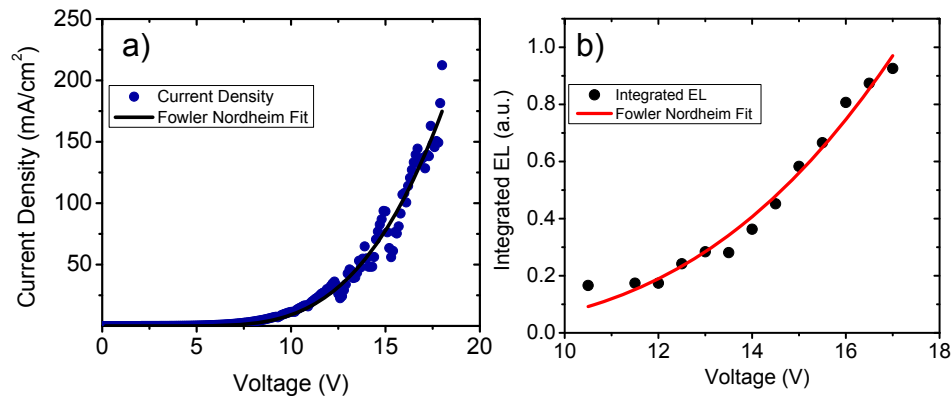 a)
250
200
150
100
50
Current Density (mA/cm²)
Current Density
Fowler Nordheim Fit
0 5 10 15 20
Voltage (V)
b)
1.0
0.8
0.6
0.4
0.2
0.0
Integrated EL (a.u.)
Integrated EL
Fowler Nordheim Fit
10 12 14 16 18
Voltage (V)